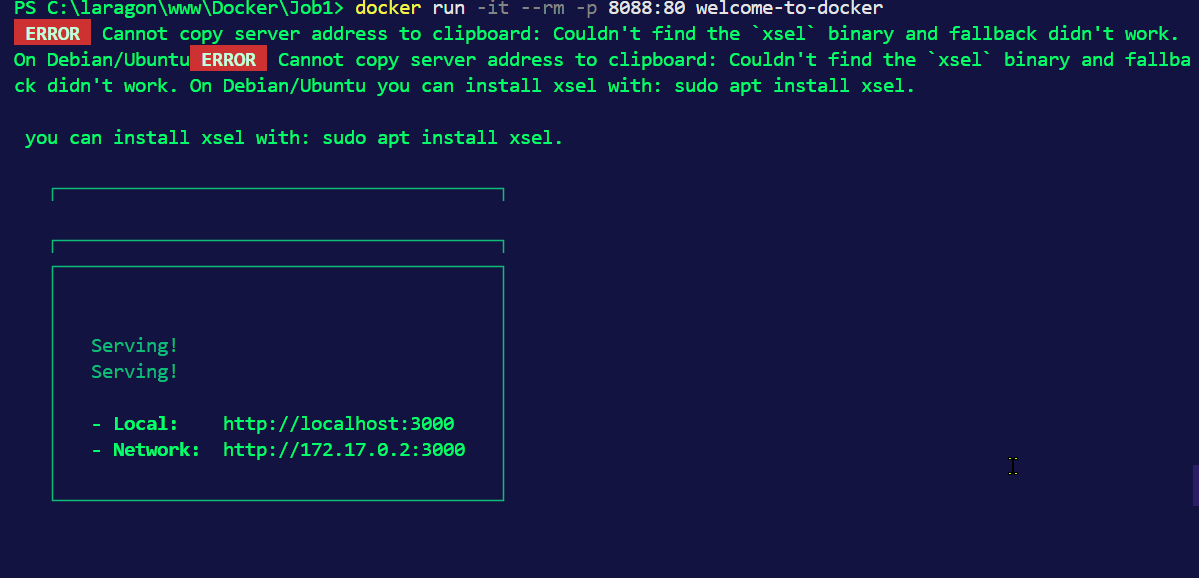 PS C:\laragon\www\Docker\Job1> docker run -it --rm -p 8088:80 welcome-to-docker
ERROR Cannot copy server address to clipboard: Couldn't find the `xsel` binary and fallback didn't work.
On Debian/Ubuntu ERROR Cannot copy server address to clipboard: Couldn't find the `xsel` binary and fallba
ck didn't work. On Debian/Ubuntu you can install xsel with: sudo apt install xsel.
you can install xsel with: sudo apt install xsel.
Serving!
Serving!
- Local: http://localhost:3000
- Network: http://172.17.0.2:3000